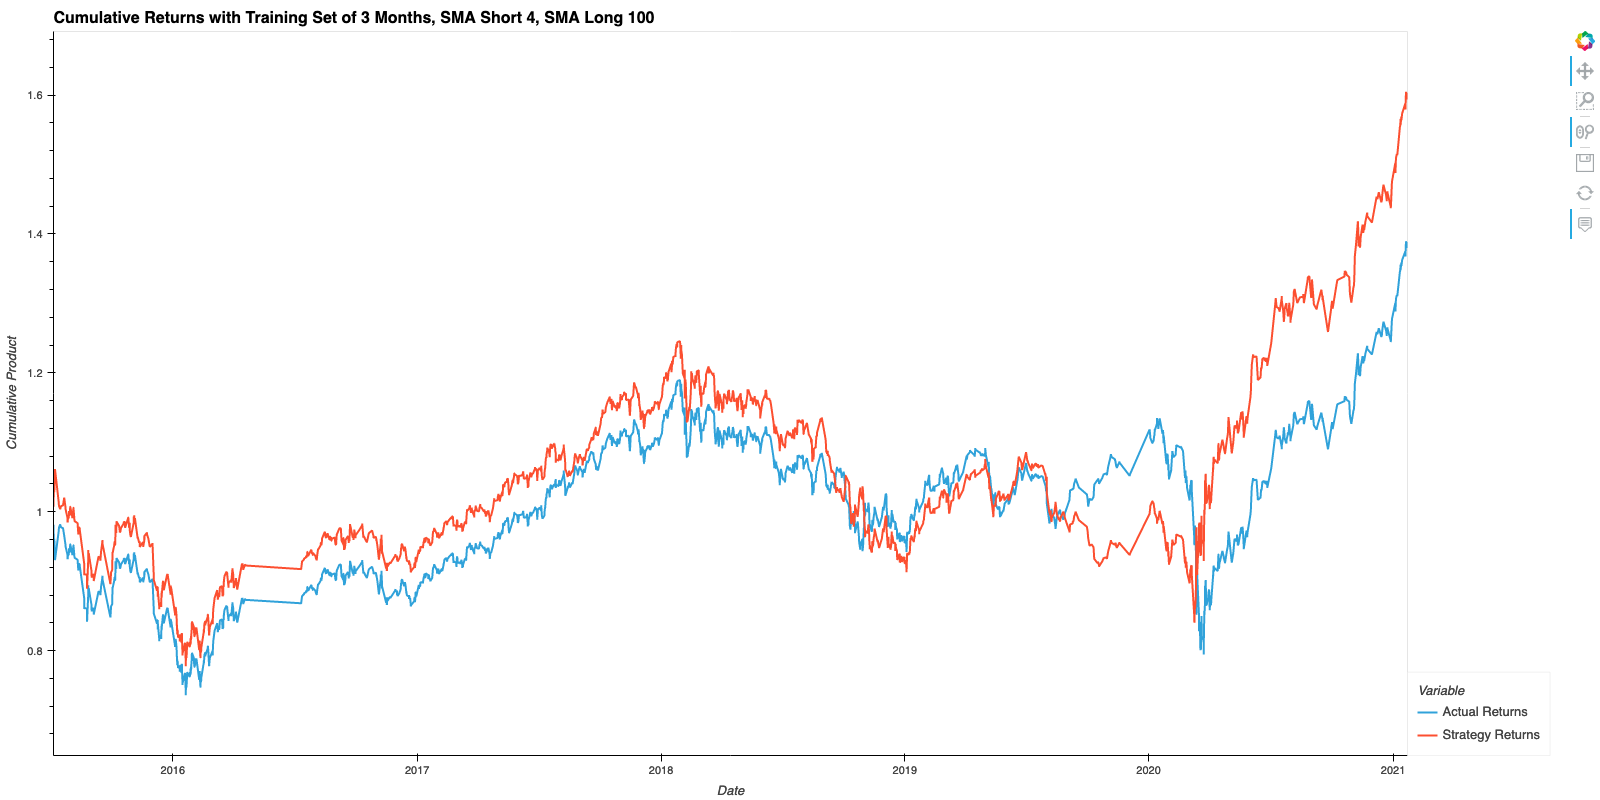 Cumulative Returns with Training Set of 3 Months, SMA Short 4, SMA Long 100
1.6
1.4
1.2
1
0.8
Cumulative Product
2016
2017
2018
2019
2020
2021
Date
Variable
Actual Returns
Strategy Returns